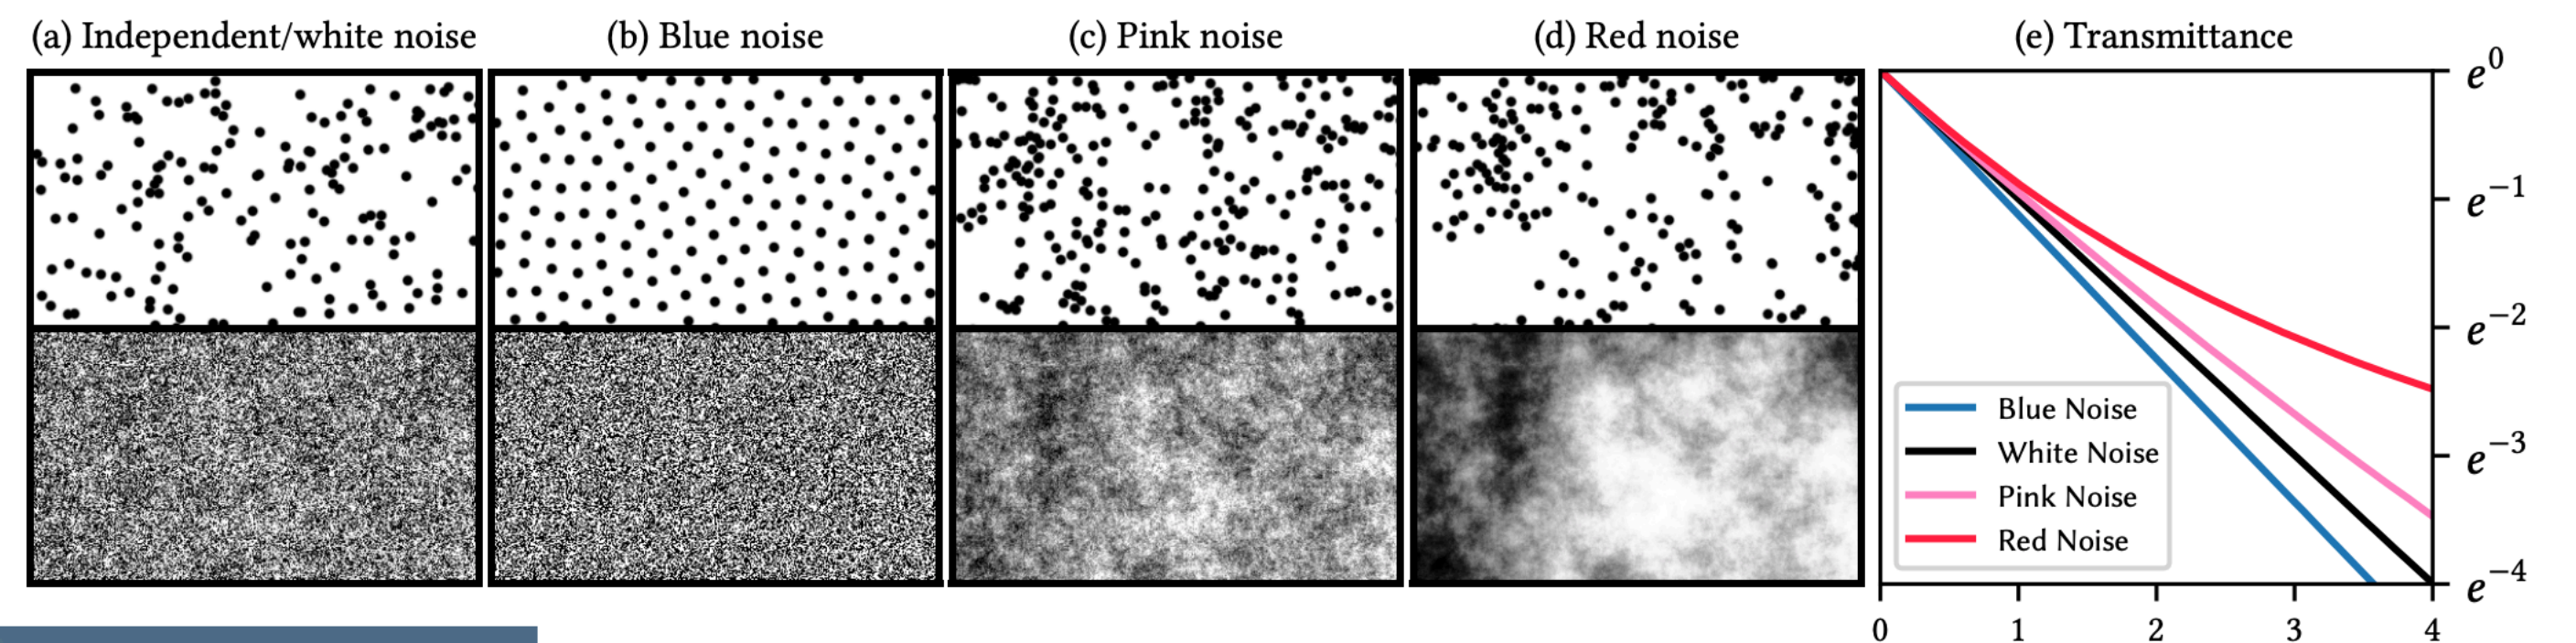 (a) Independent/white noise
(b) Blue noise
(c) Pink noise
(d) Red noise
(e) Transmittance
e^0
e^−1
e^−2
e^−3
e^−4
Blue Noise
White Noise
Pink Noise
Red Noise
0 1 2 3 4